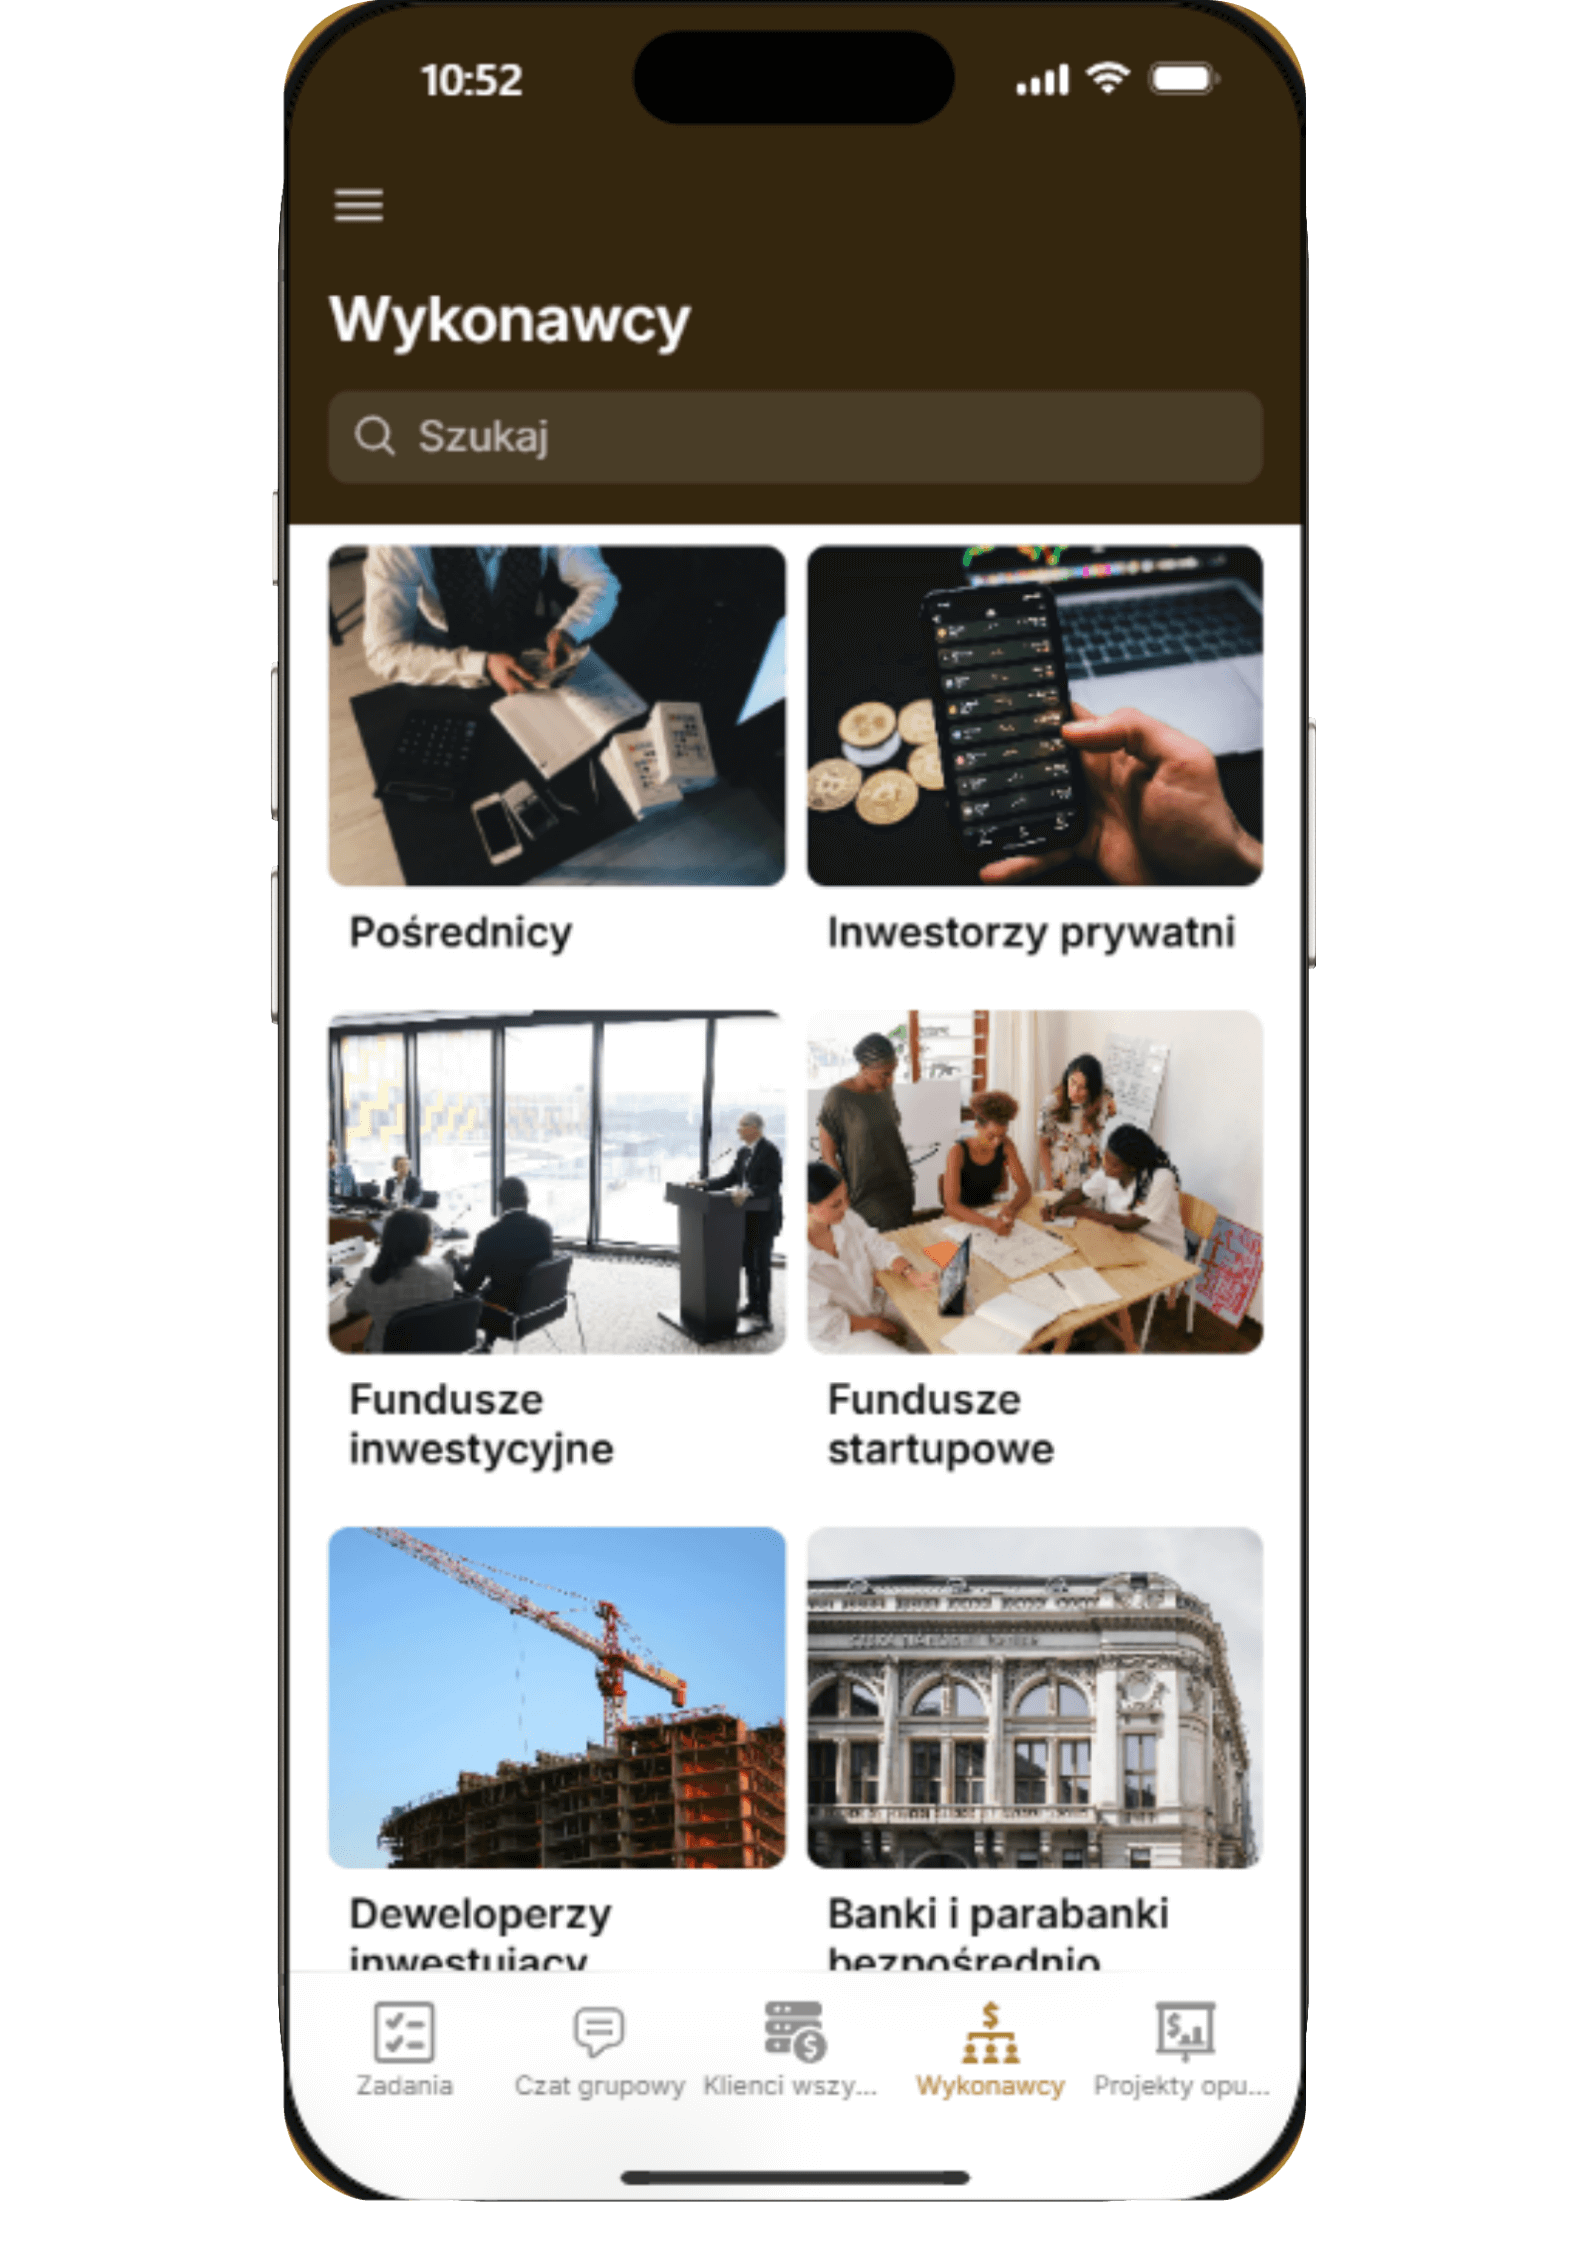 10:52
Wykonawcy
Szukaj
Pośrednicy
Inwestorzy prywatni
Fundusze
inwestycyjne
Fundusze
startupowe
Deweloperzy
inwestujący
Banki i parabanki
bezpośrednio
Zadania
Czat grupowy
Klienci wszy...
Wykonawcy
Projekty opu...